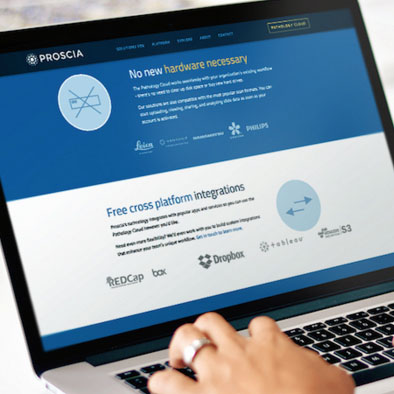 PROSCIA
SOLUTIONS PLATFORM EXPLORE ABOUT CONTACT
PATHOLOGY CLOUD
No new hardware necessary
The Pathology Cloud works seamlessly with your organization's existing workflow
– there's no need to clear up disk space or buy new hard drives.
Our solutions are also compatible with the most popular scan formats. You can
start uploading, viewing, sharing, and analyzing slide data as soon as your
account is activated.
Leica
HAMAMATSU
PHILIPS
Free cross platform integrations
Proscia's technology integrates with popular apps and services so you can use the
Pathology Cloud however you'd like.
Need even more flexibility? We'll even work with you to build custom integrations
that enhance your team's unique workflow. Get in touch to learn more.
REDCap
box
Dropbox
tableau
S3